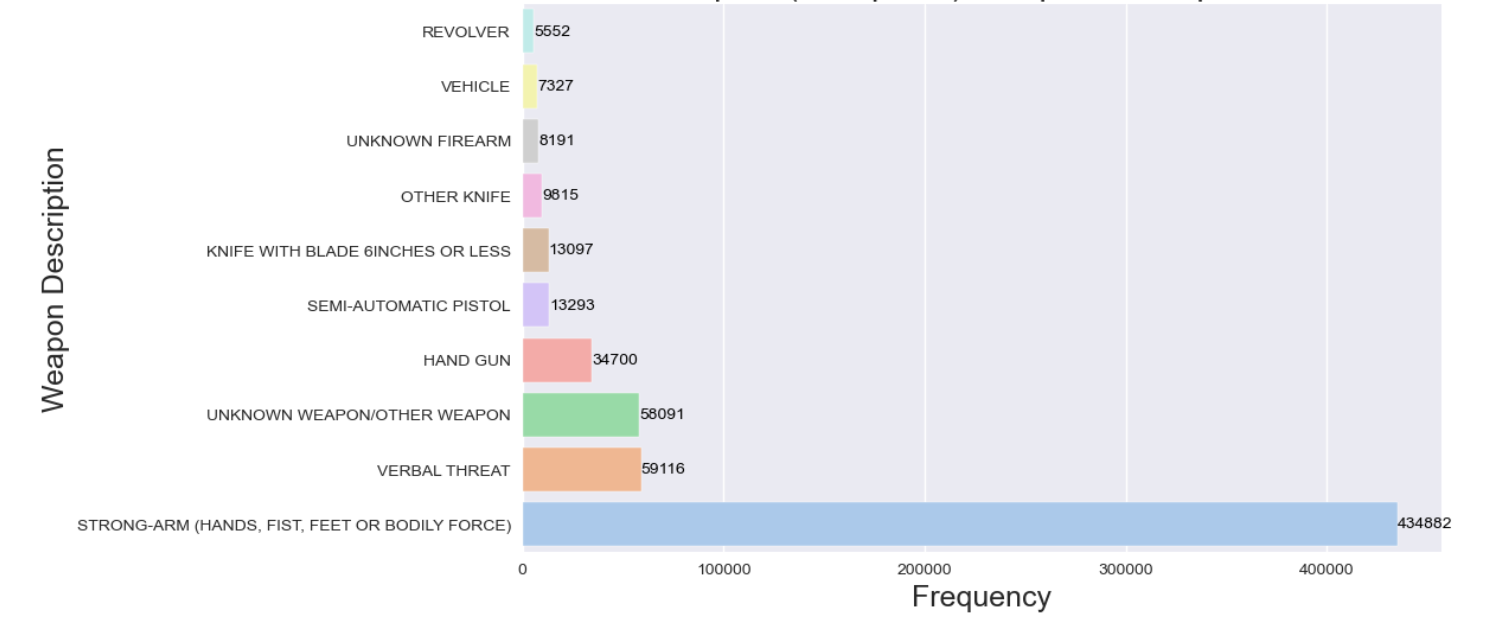 REVOLVER 5552
VEHICLE 7327
UNKNOWN FIREARM 8191
OTHER KNIFE 9815
KNIFE WITH BLADE 6INCHES OR LESS 13097
SEMI-AUTOMATIC PISTOL 13293
HAND GUN 34700
UNKNOWN WEAPON/OTHER WEAPON 58091
VERBAL THREAT 59116
STRONG-ARM (HANDS, FIST, FEET OR BODILY FORCE) 434882
0 100000 200000 300000 400000
Frequency
Weapon Description